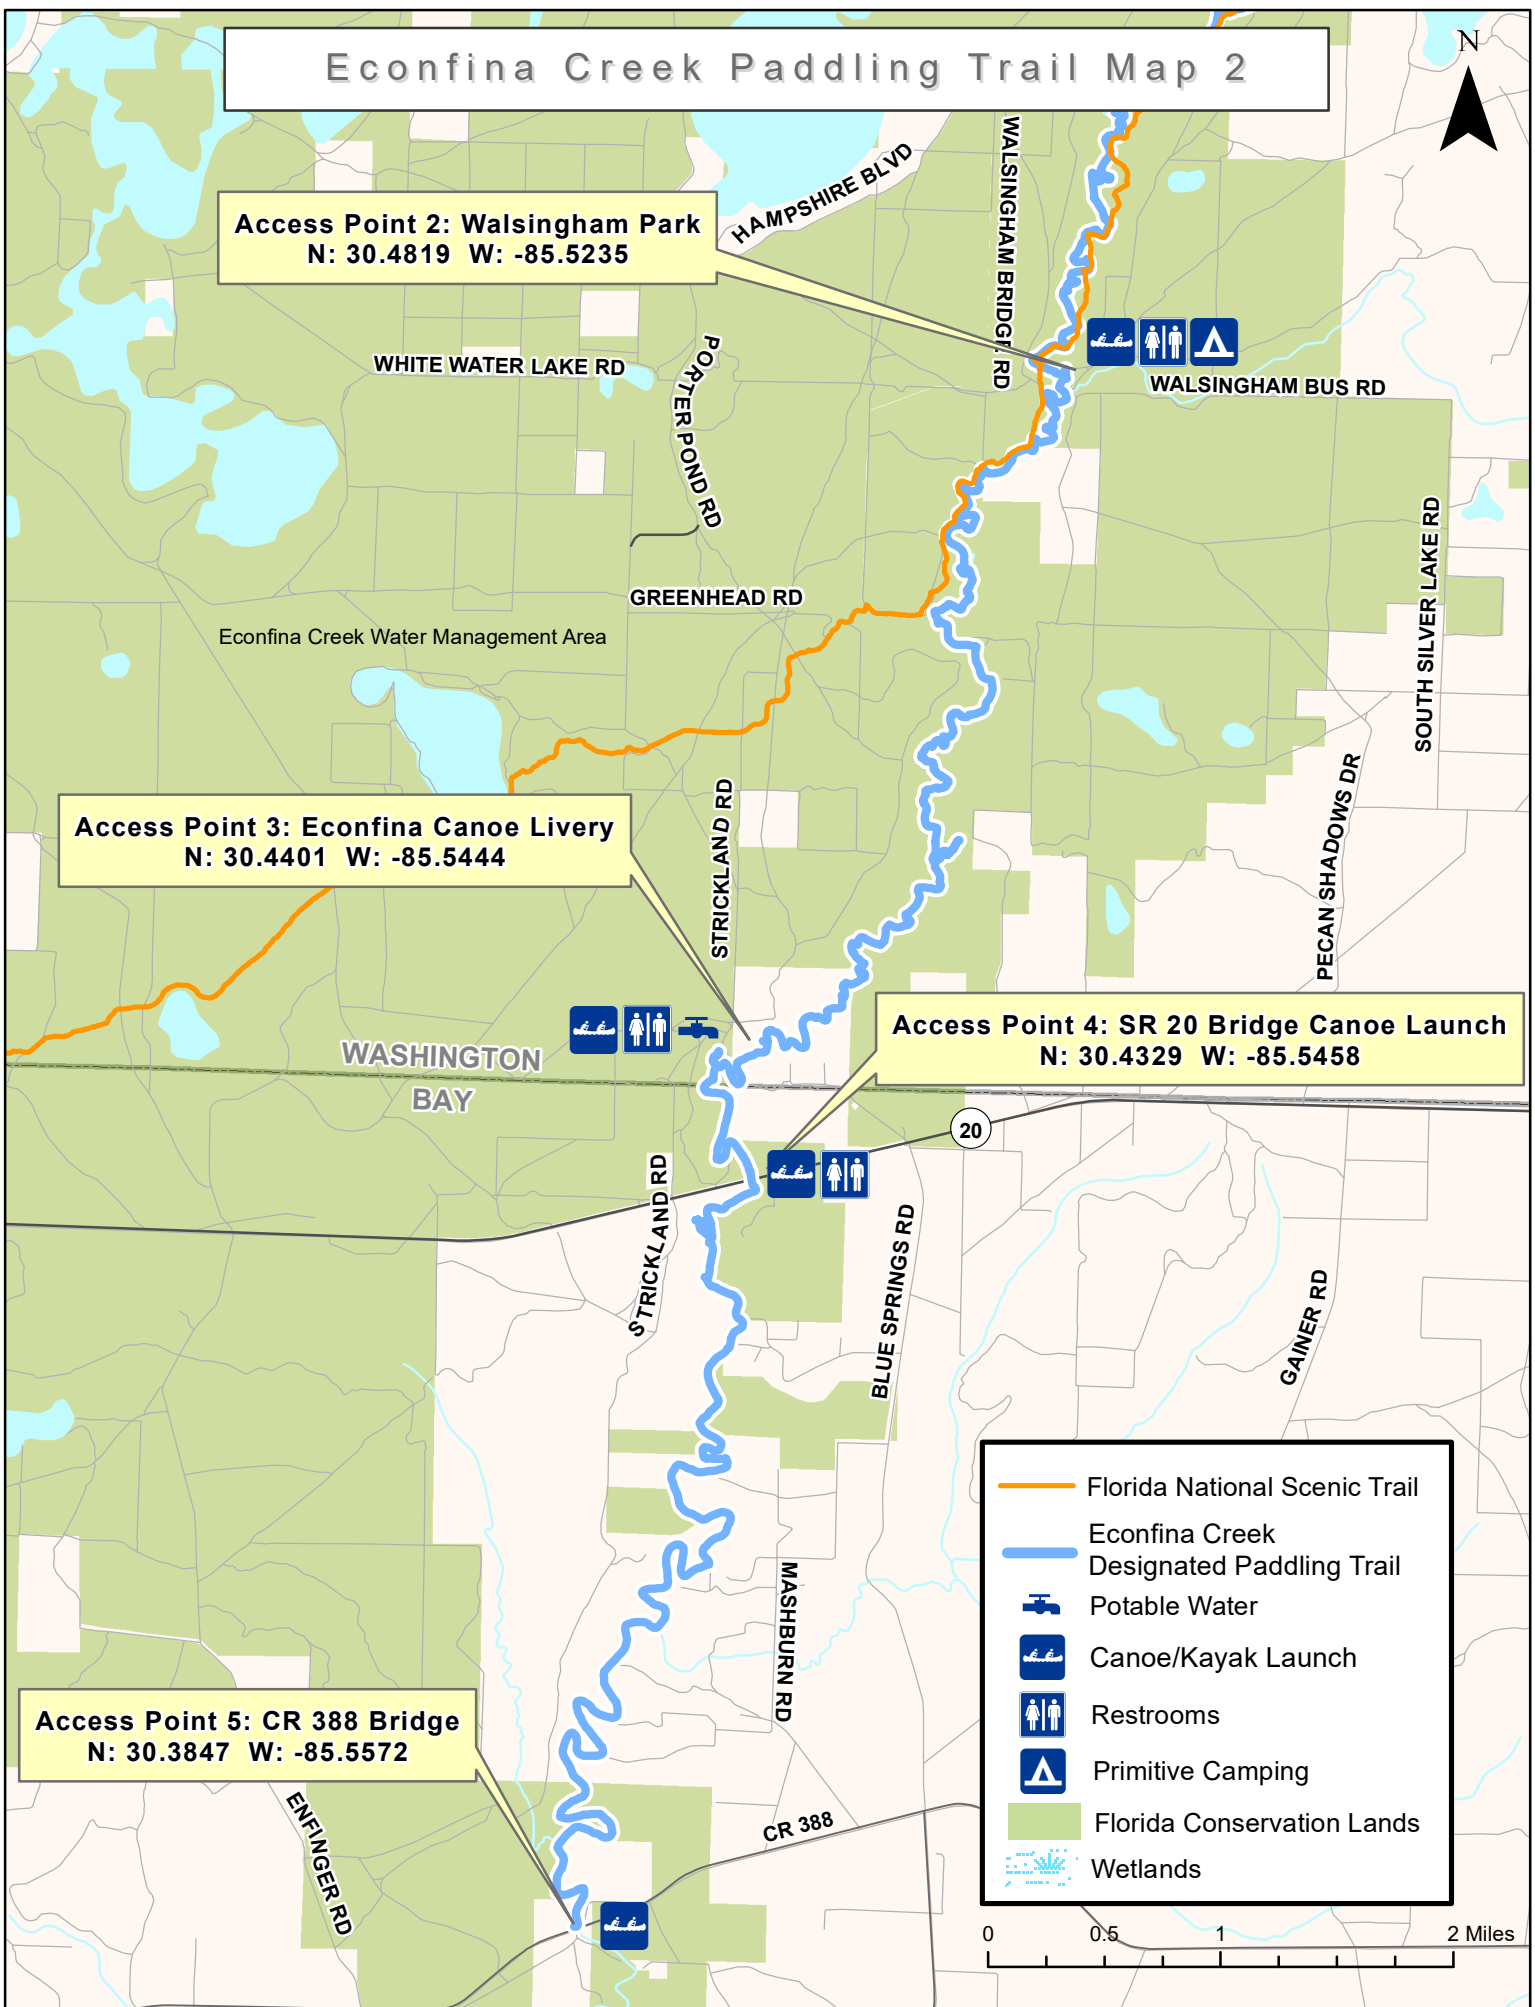 Econfina Creek Paddling Trail Map 2
N
HAMPSHIRE BLVD
WALSINGHAM BRIDGE RD
Access Point 2: Walsingham Park
N: 30.4819 W: -85.5235
WHITE WATER LAKE RD
PORTER POND RD
WALSINGHAM BUS RD
SOUTH SILVER LAKE RD
GREENHEAD RD
Econfina Creek Water Management Area
PECAN SHADOWS DR
STRICKLAND RD
Access Point 3: Econfina Canoe Livery
N: 30.4401 W: -85.5444
Access Point 4: SR 20 Bridge Canoe Launch
N: 30.4329 W: -85.5458
WASHINGTON
BAY
20
STRICKLAND RD
BLUE SPRINGS RD
GAINER RD
MASHBURN RD
Florida National Scenic Trail
Econfina Creek
Designated Paddling Trail
Potable Water
Canoe/Kayak Launch
Restrooms
Primitive Camping
Florida Conservation Lands
Wetlands
Access Point 5: CR 388 Bridge
N: 30.3847 W: -85.5572
ENFINGER RD
CR 388
0 0.5 1 2 Miles